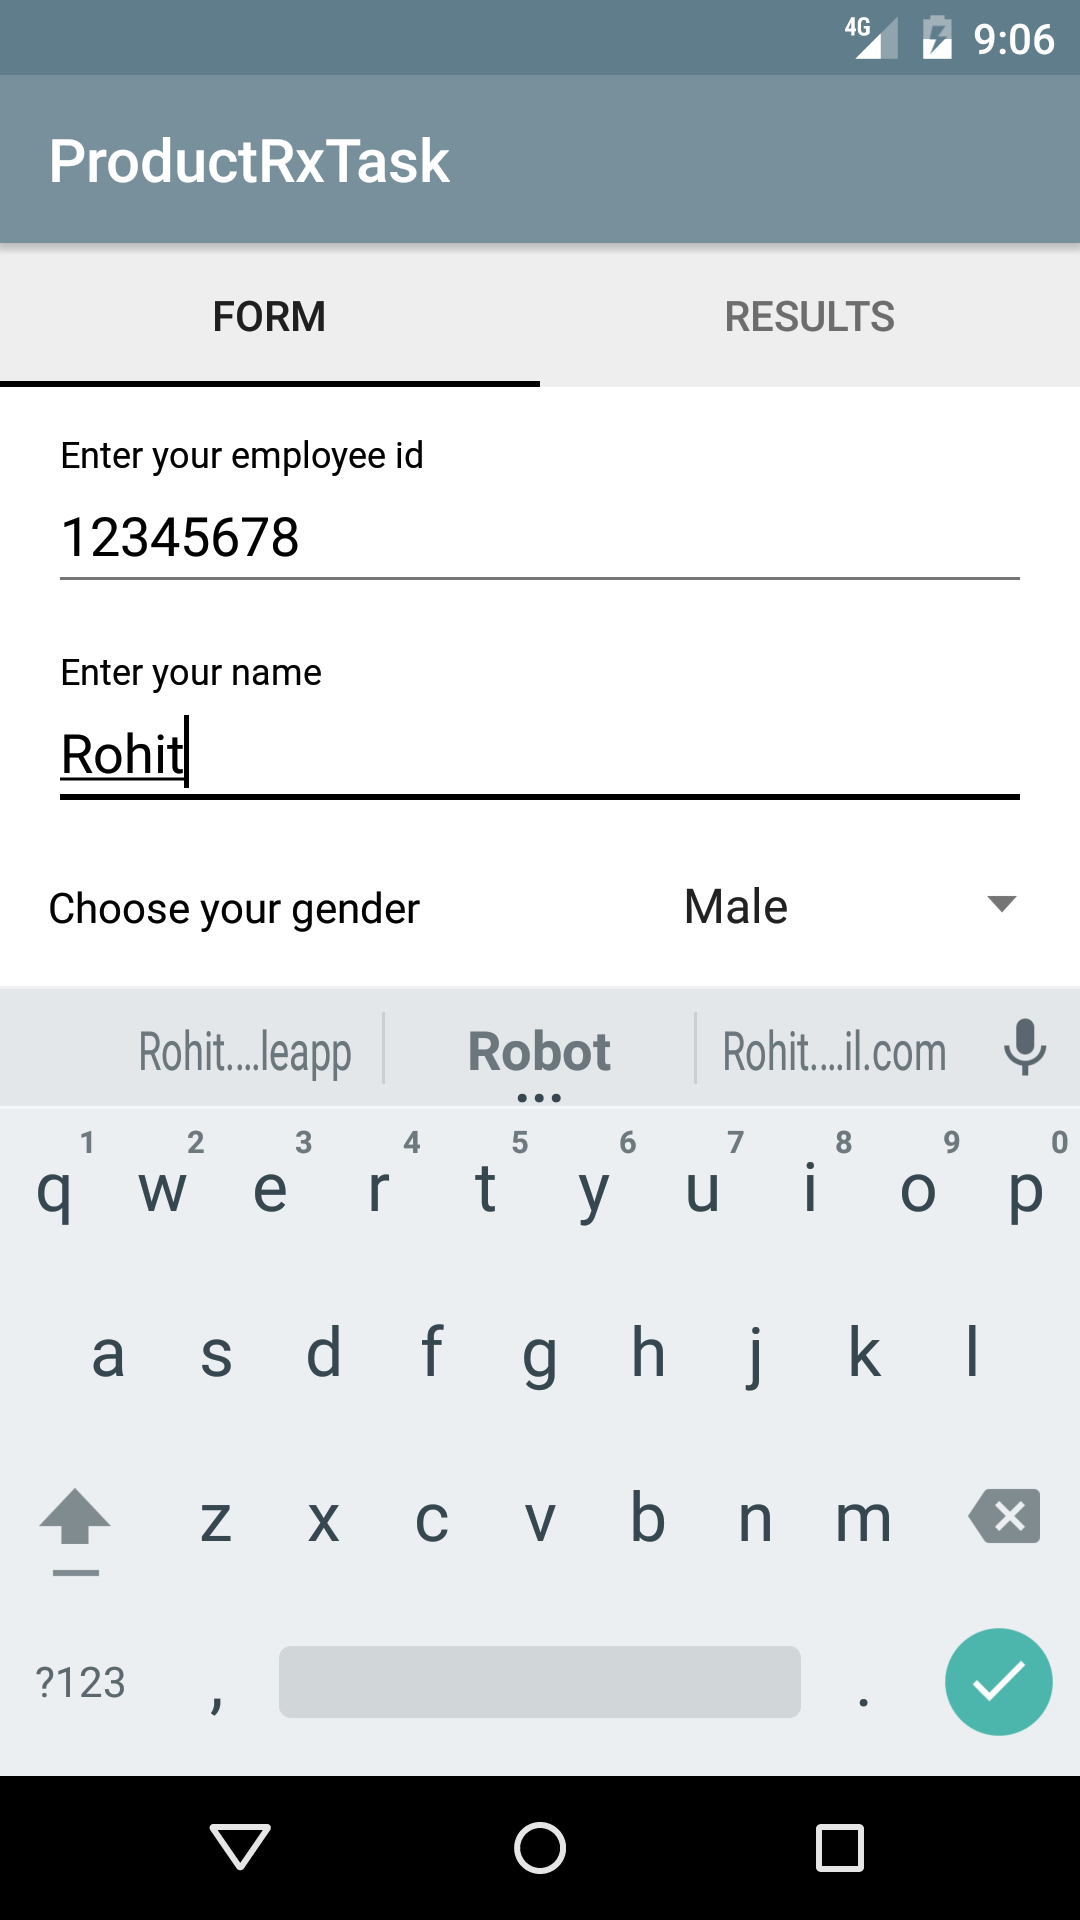 4G 9:06
ProductRxTask
FORM RESULTS
Enter your employee id
12345678
Enter your name
Rohit
Choose your gender Male
Rohit....leapp Robot Rohit....il.com
1 2 3 4 5 6 7 8 9 0
q w e r t y u i o p
a s d f g h j k l
z x c v b n m
?123 , .